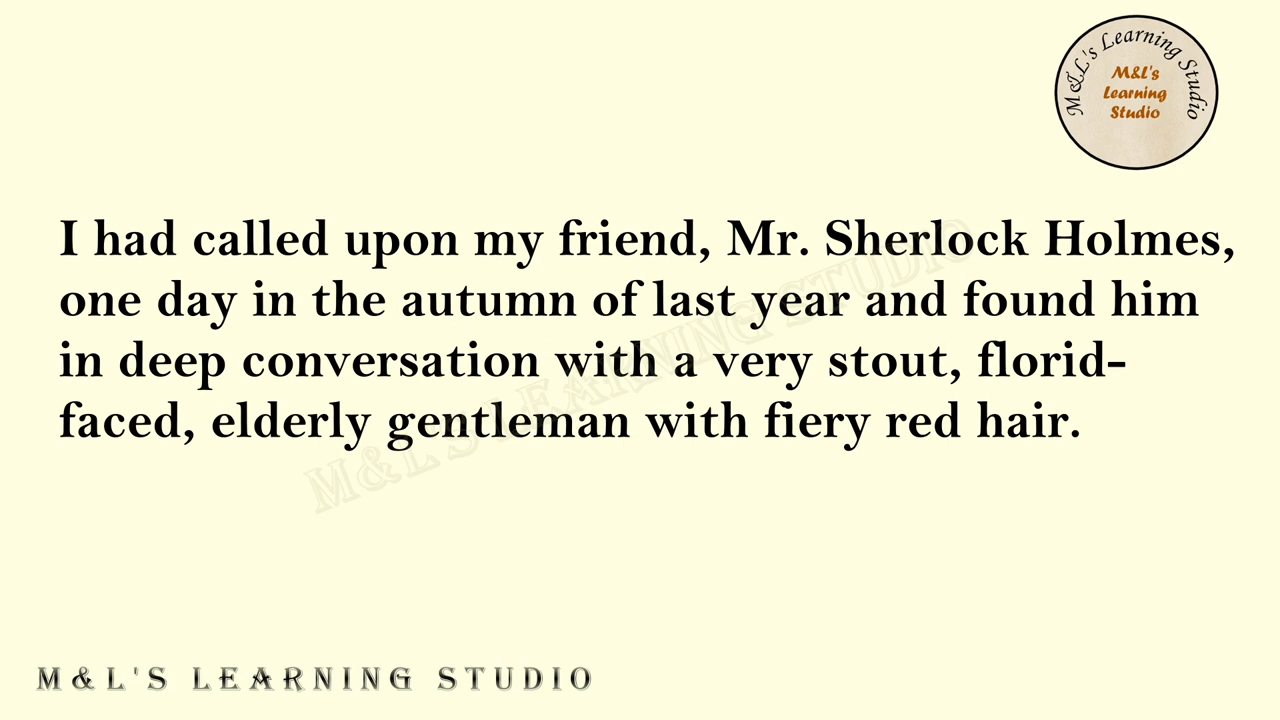 M&L's Learning Studio
M&L's
Learning
Studio
I had called upon my friend, Mr. Sherlock Holmes,
one day in the autumn of last year and found him
in deep conversation with a very stout, florid-
faced, elderly gentleman with fiery red hair.
M&L'S LEARNING STUDIO
M&L'S LEARNING STUDIO